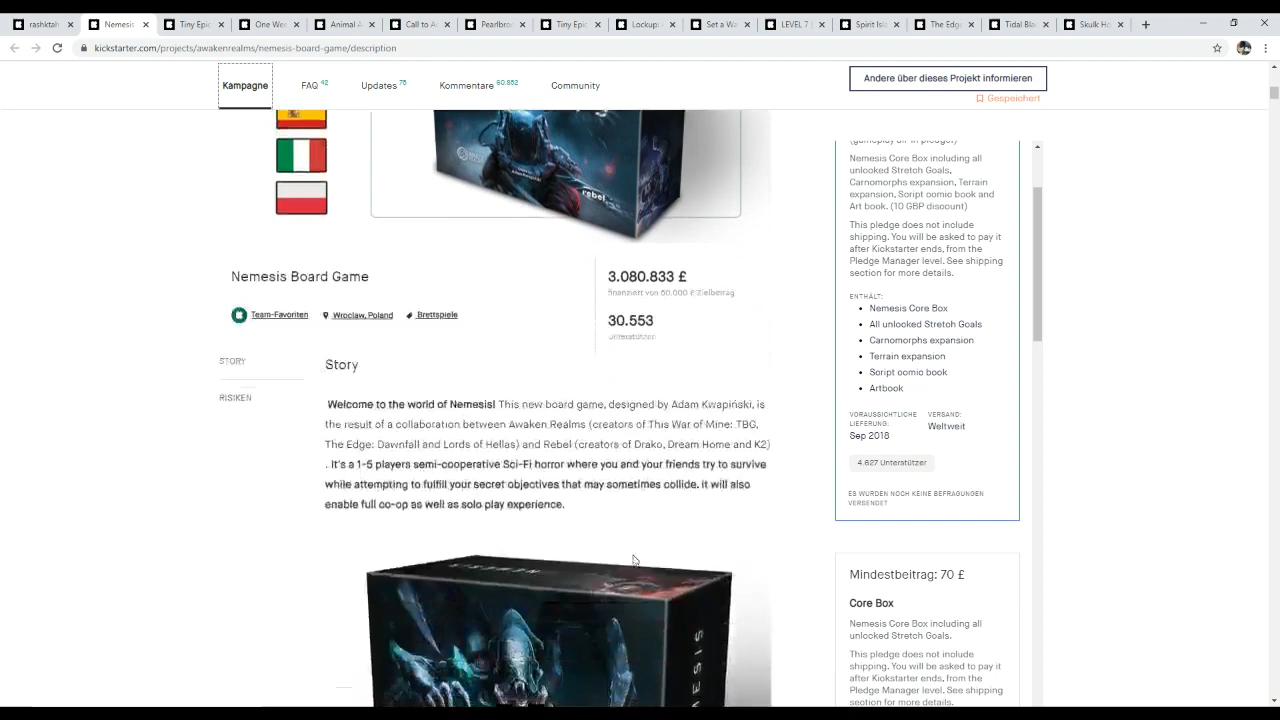 rashktah
Nemesis
Tiny Epic
One Wee
Animal A
Call to A
Pearlbro
Tiny Epic
Lockup:
Set a Wa
LEVEL 7 [
Spirit Isla
The Edge:
Tidal Bla
Skulk Ho
kickstarter.com/projects/awakenrealms/nemesis-board-game/description
Kampagne
FAQ 42
Updates 75
Kommentare 60.952
Community
Andere über dieses Projekt informieren
Gespeichert
rebel
Nemesis Board Game
3.080.833 £
finanziert von 50.000 £ Zielbetrag
30.553
Unterstützer
Team-Favoriten
Wroclaw, Poland
Brettspiele
STORY
RISIKEN
Story
Welcome to the world of Nemesis! This new board game, designed by Adam Kwapiński, is
the result of a collaboration between Awaken Realms (creators of This War of Mine: TBG,
The Edge: Dawnfall and Lords of Hellas) and Rebel (creators of Drako, Dream Home and K2)
. It's a 1-5 players semi-cooperative Sci-Fi horror where you and your friends try to survive
while attempting to fulfill your secret objectives that may sometimes collide. it will also
enable full co-op as well as solo play experience.
NEMESIS
Nemesis Core Box including all
unlocked Stretch Goals,
Carnomorphs expansion, Terrain
expansion, Script comic book and
Art book. (10 GBP discount)
This pledge does not include
shipping. You will be asked to pay it
after Kickstarter ends, from the
Pledge Manager level. See shipping
section for more details.
ENTHÄLT:
Nemesis Core Box
All unlocked Stretch Goals
Carnomorphs expansion
Terrain expansion
Script comic book
Artbook
VORAUSSICHTLICHE
LIEFERUNG:
Sep 2018
VERSAND:
Weltweit
4.627 Unterstützer
ES WURDEN NOCH KEINE BEFRAGUNGEN
VERSENDET
Mindestbeitrag: 70 £
Core Box
Nemesis Core Box including all
unlocked Stretch Goals.
This pledge does not include
shipping. You will be asked to pay it
after Kickstarter ends, from the
Pledge Manager level. See shipping
section for more details.